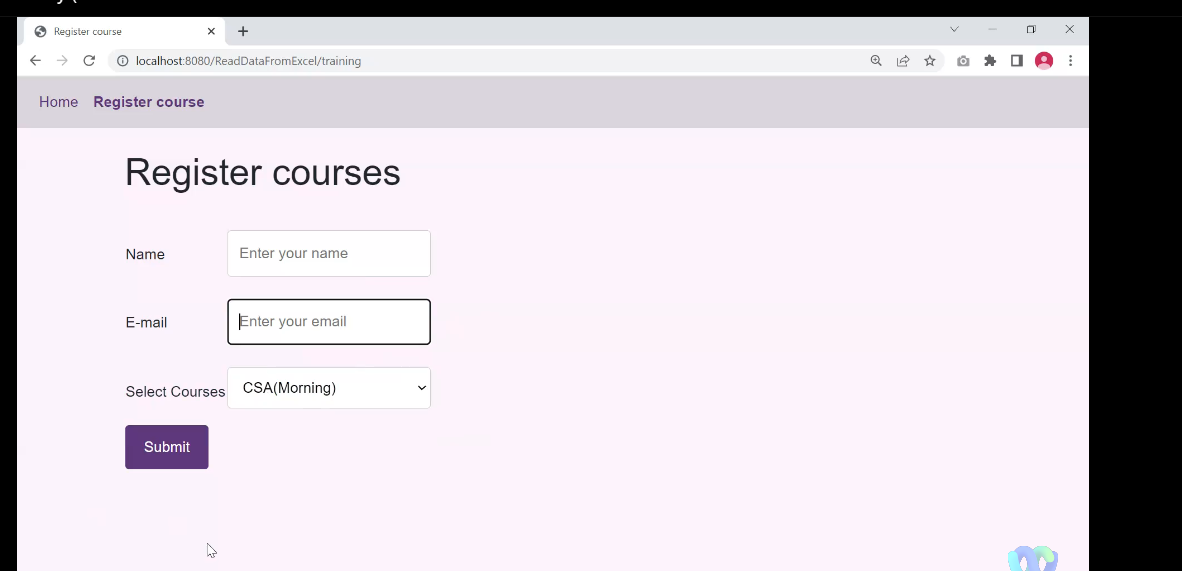 Register course
localhost:8080/ReadDataFromExcel/training
Home Register course
Register courses
Name Enter your name
E-mail Enter your email
Select Courses CSA(Morning)
Submit